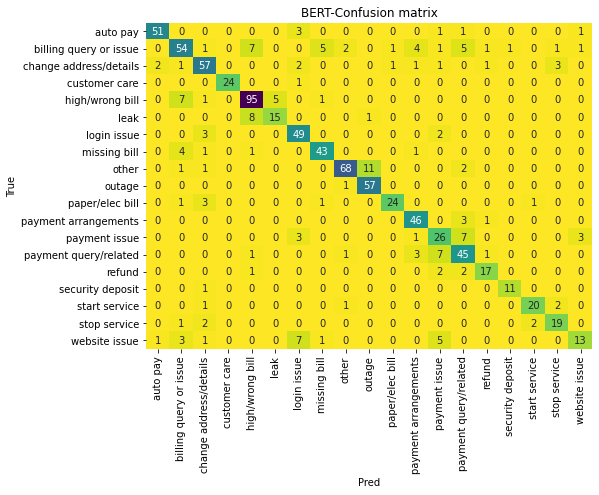 BERT-Confusion matrix
True
auto pay 51 0 0 0 0 0 3 0 0 0 0 0 1 1 0 0 0 0 1
billing query or issue 0 54 1 0 7 0 0 5 2 1 0 4 1 5 1 1 0 1 1
change address/details 2 1 57 0 0 0 2 0 0 0 1 1 1 0 1 0 0 3 0
customer care 0 0 0 24 0 0 1 0 0 0 0 0 0 0 0 0 0 0 0
high/wrong bill 0 7 1 0 95 5 0 1 0 0 0 0 0 0 0 0 0 0 0
leak 0 0 0 0 8 15 0 0 0 1 0 0 0 0 0 0 0 0 0
login issue 0 0 3 0 0 0 49 0 0 0 0 0 2 0 0 0 0 0 0
missing bill 0 4 1 0 1 0 0 43 0 0 0 1 0 0 0 0 0 0 0
other 0 1 1 0 0 0 0 0 68 11 0 0 0 2 0 0 0 0 0
outage 0 0 0 0 0 0 0 0 1 57 0 0 0 0 0 0 0 0 0
paper/elec bill 0 1 3 0 0 0 0 1 0 0 24 0 0 0 0 0 1 0 0
payment arrangements 0 0 0 0 0 0 0 0 0 0 0 46 0 3 1 0 0 0 0
payment issue 0 0 0 0 0 0 3 0 0 0 0 1 26 7 0 0 0 0 3
payment query/related 0 0 0 0 1 0 0 0 1 0 0 3 7 45 1 0 0 0 0
refund 0 0 0 0 1 0 0 0 0 0 0 0 2 2 17 0 0 0 0
security deposit 0 0 1 0 0 0 0 0 0 0 0 0 0 0 0 11 0 0 0
start service 0 0 1 0 0 0 0 0 1 0 0 0 0 0 0 0 20 2 0
stop service 0 1 2 0 0 0 0 0 0 0 0 0 0 0 0 0 2 19 0
website issue 1 3 1 0 0 0 7 1 0 0 0 0 5 0 0 0 0 0 13
auto pay
billing query or issue
change address/details
customer care
high/wrong bill
leak
login issue
missing bill
other
outage
paper/elec bill
payment arrangements
payment issue
payment query/related
refund
security deposit
start service
stop service
website issue
Pred